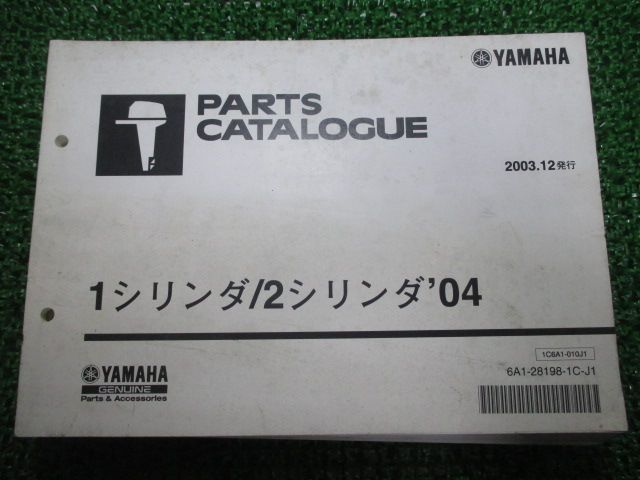 YAMAHA
PARTS
CATALOGUE
2003.12発行
1シリンダ/2シリンダ'04
1C6A1-010J1
YAMAHA
GENUINE
Parts & Accessories
6A1-28198-1C-J1